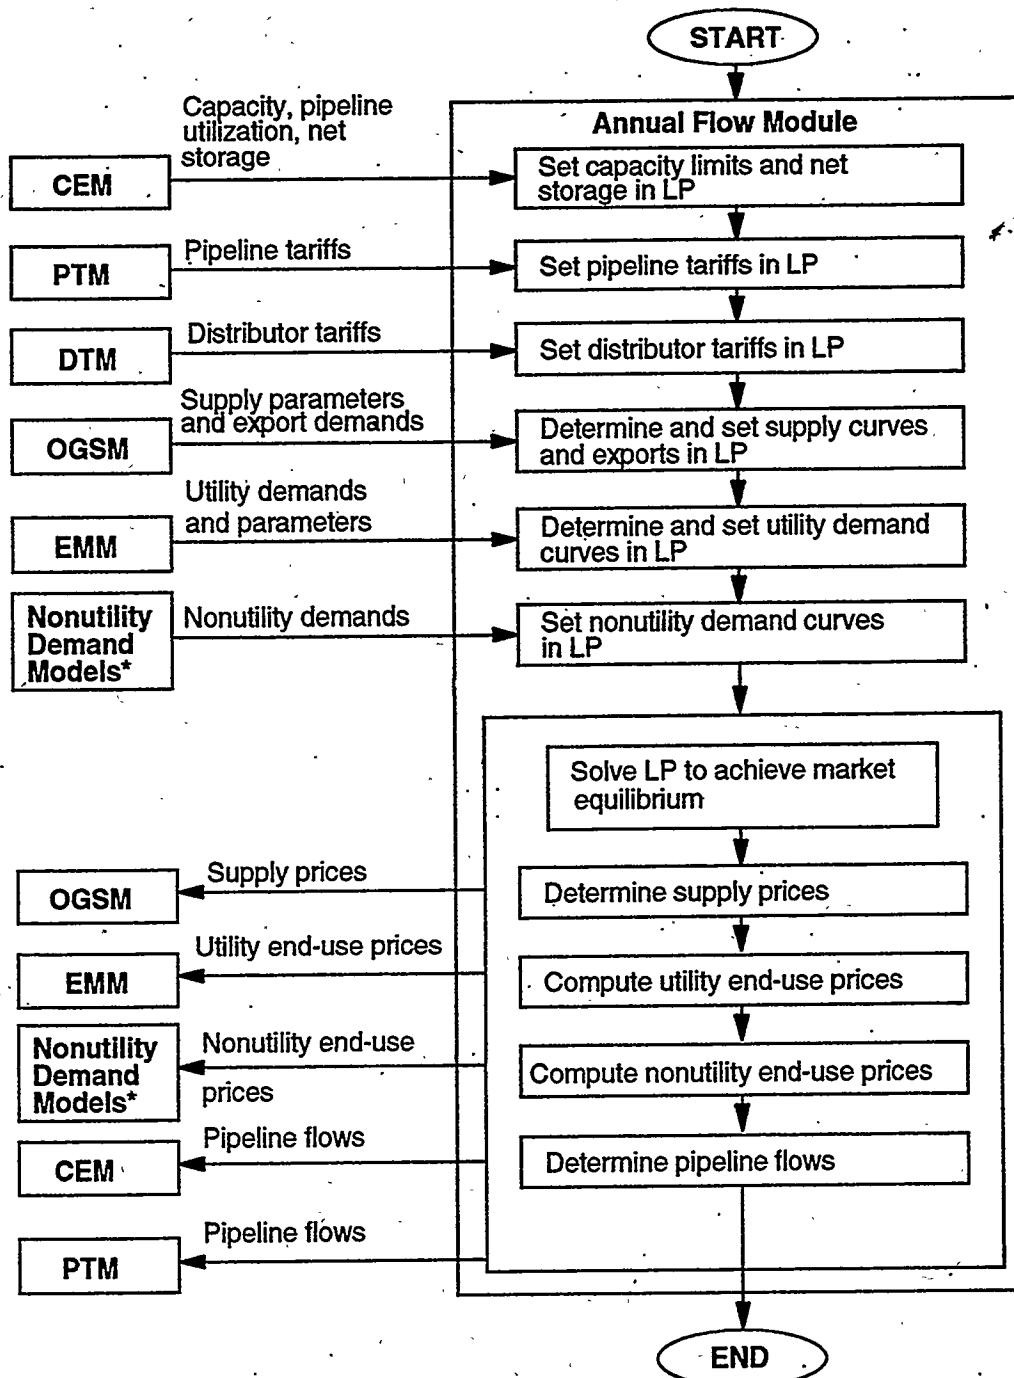 START
Annual Flow Module
Capacity, pipeline
utilization, net
storage
CEM
Set capacity limits and net
storage in LP
Pipeline tariffs
PTM
Set pipeline tariffs in LP
Distributor tariffs
DTM
Set distributor tariffs in LP
Supply parameters
and export demands
OGSM
Determine and set supply curves
and exports in LP
Utility demands
and parameters
EMM
Determine and set utility demand
curves in LP
Nonutility
Demand
Models*
Nonutility demands
Set nonutility demand curves
in LP
Solve LP to achieve market
equilibrium
Supply prices
OGSM
Determine supply prices
Utility end-use prices
EMM
Compute utility end-use prices
Nonutility
Demand
Models*
Nonutility end-use
prices
Compute nonutility end-use prices
Pipeline flows
CEM
Determine pipeline flows
Pipeline flows
PTM
END